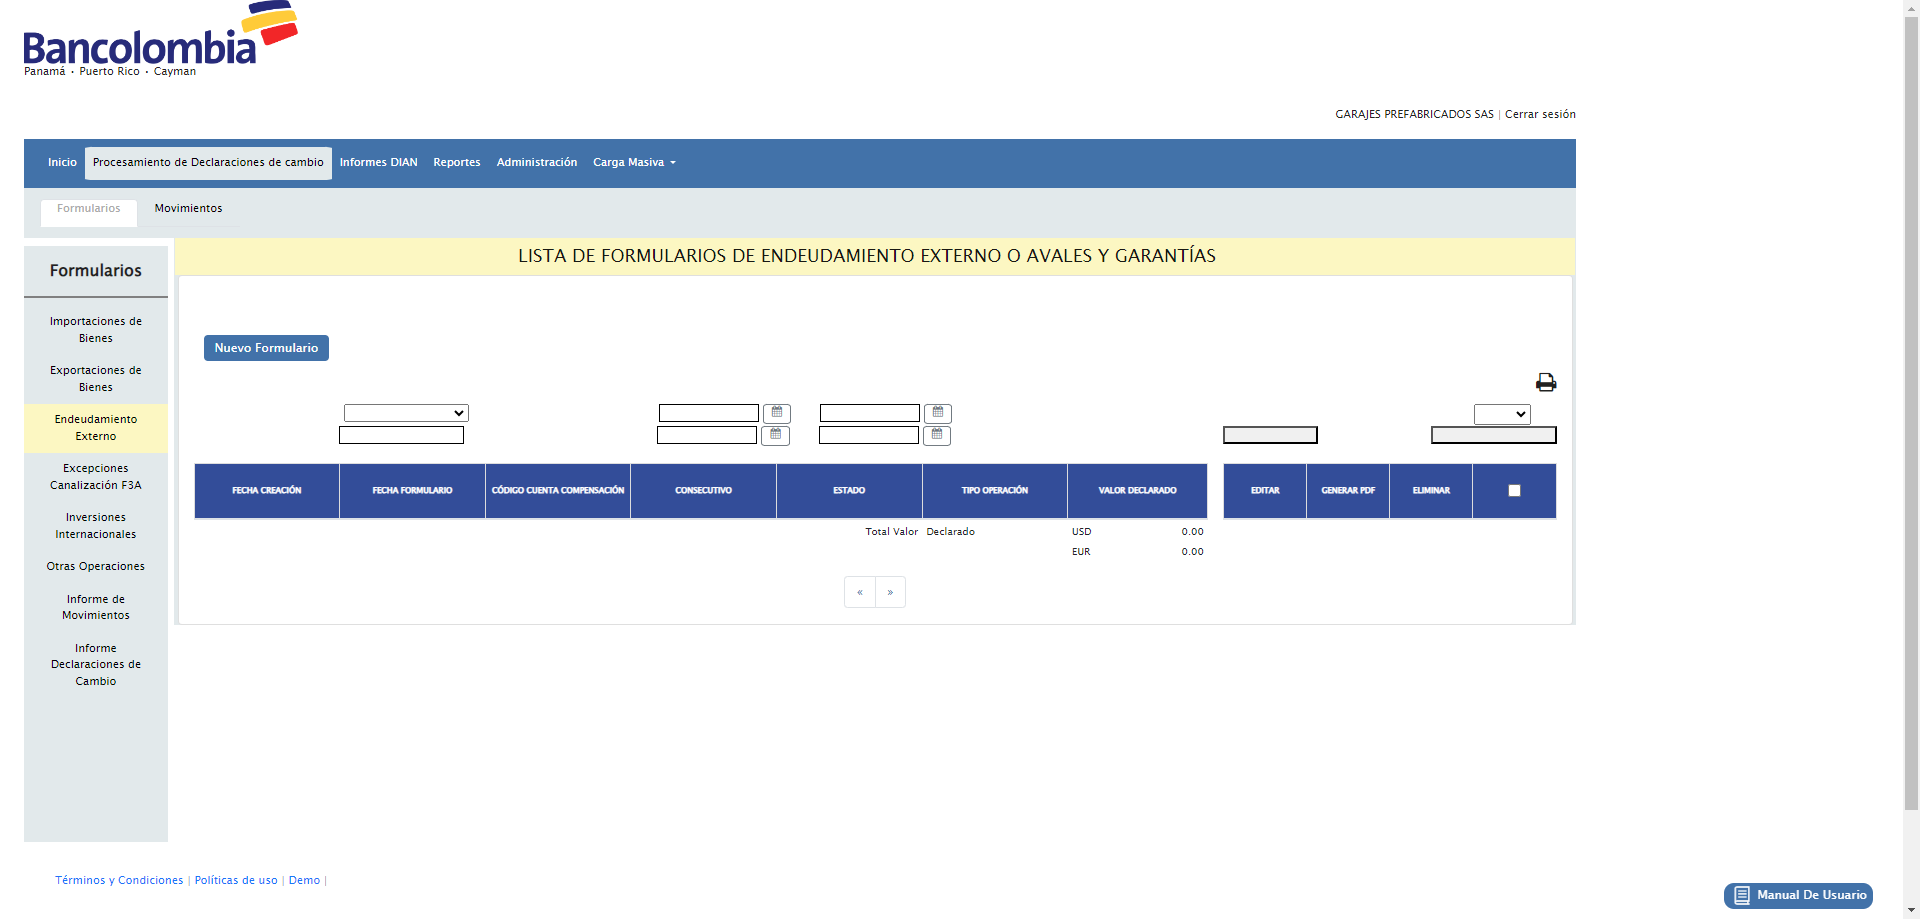 Bancolombia
Panamá • Puerto Rico • Cayman
GARAJES PREFABRICADOS SAS | Cerrar sesión
Inicio Procesamiento de Declaraciones de cambio Informes DIAN Reportes Administración Carga Masiva
Formularios Movimientos
LISTA DE FORMULARIOS DE ENDEUDAMIENTO EXTERNO O AVALES Y GARANTÍAS
Formularios
Importaciones de
Bienes
Exportaciones de
Bienes
Endeudamiento
Externo
Excepciones
Canalización F3A
Inversiones
Internacionales
Otras Operaciones
Informe de
Movimientos
Informe
Declaraciones de
Cambio
Nuevo Formulario
FECHA CREACIÓN FECHA FORMULARIO CÓDIGO CUENTA COMPENSACIÓN CONSECUTIVO ESTADO TIPO OPERACIÓN VALOR DECLARADO EDITAR GENERAR PDF ELIMINAR
Total Valor Declarado USD 0.00
EUR 0.00
« »
Términos y Condiciones | Políticas de uso | Demo |
Manual De Usuario